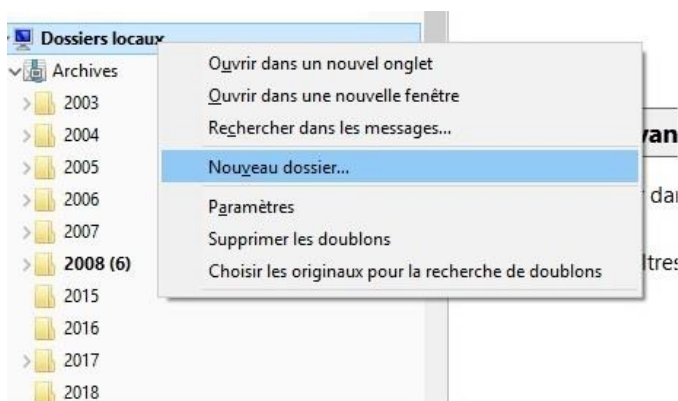 Dossiers locaux
Archives
2003
2004
2005
2006
2007
2008 (6)
2015
2016
2017
2018
Ouvrir dans un nouvel onglet
Ouvrir dans une nouvelle fenêtre
Rechercher dans les messages...
Nouveau dossier...
Paramètres
Supprimer les doublons
Choisir les originaux pour la recherche de doublons